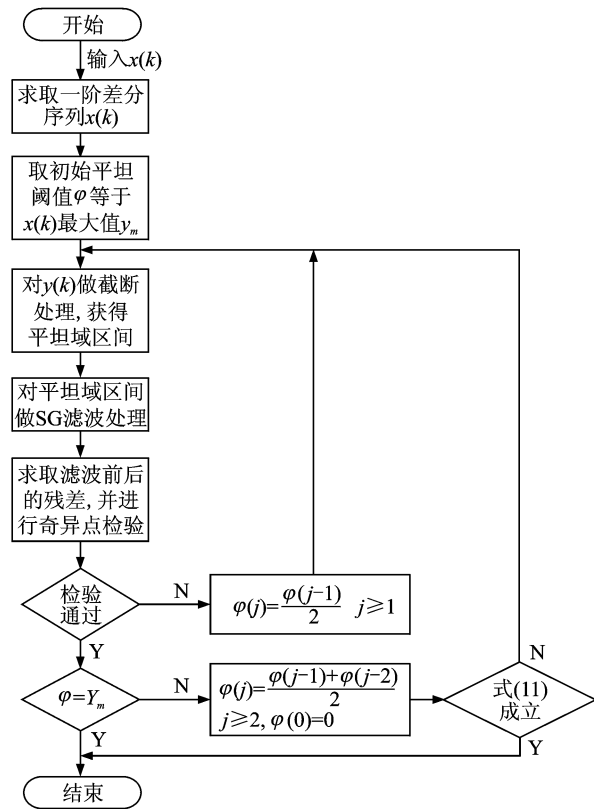 开始
输入x(k)
求取一阶差分
序列x(k)
取初始平坦
阈值φ等于
x(k)最大值y_m
对y(k)做截断
处理,获得
平坦域区间
对平坦域区间
做SG滤波处理
求取滤波前后
的残差,并进
行奇异点检验
检验
通过
N
φ(j)=φ(j-1)/2 j≥1
Y
φ=Y_m
N
φ(j)=φ(j-1)+φ(j-2)/2
j≥2, φ(0)=0
式(11)
成立
N
Y
Y
结束